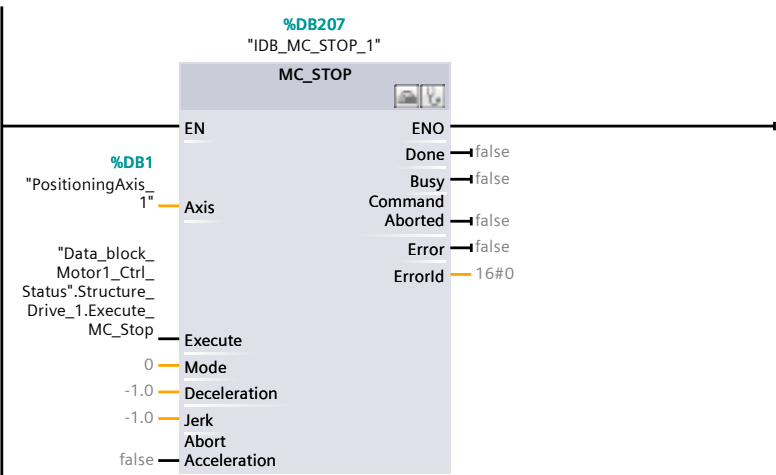 %DB207
"IDB_MC_STOP_1"
MC_STOP
EN
ENO
Done
false
%DB1
"PositioningAxis_
1"
Axis
Busy
false
Command
Aborted
false
Error
false
ErrorId
16#0
"Data_block_
Motor1_Ctrl_
Status".Structure_
Drive_1.Execute_
MC_Stop
Execute
0
Mode
-1.0
Deceleration
-1.0
Jerk
Abort
false
Acceleration